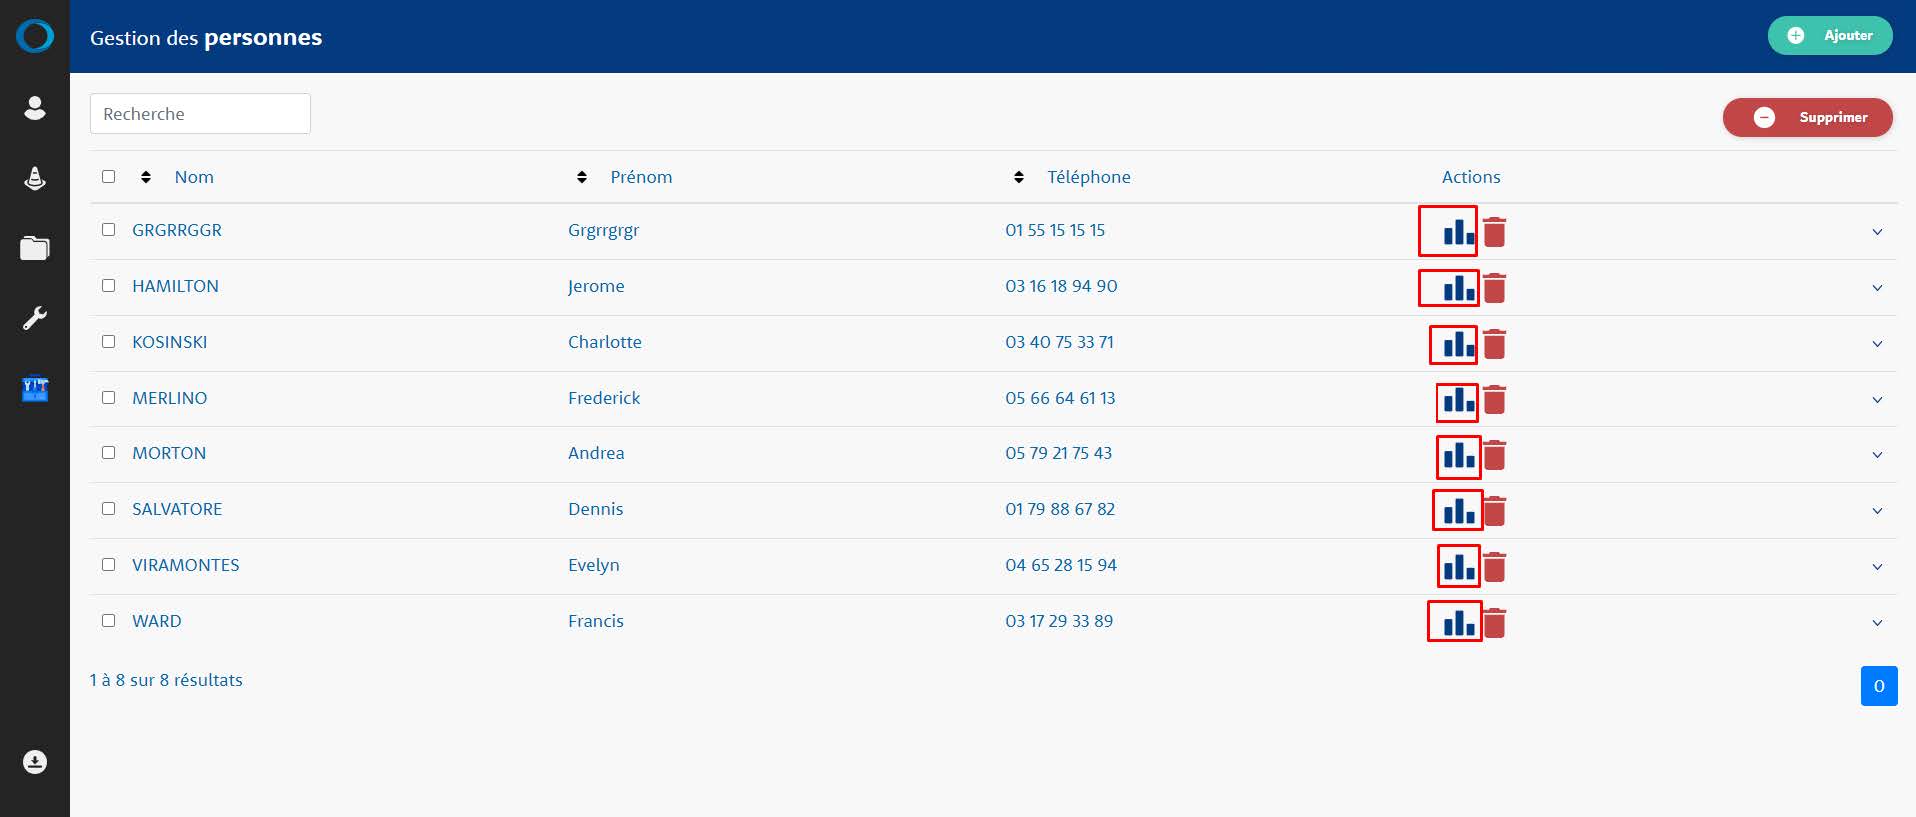 Gestion des personnes
Ajouter
Recherche
Supprimer
Nom Prénom Téléphone Actions
GRGRRGGR Grgrrgrgr 01 55 15 15 15
HAMILTON Jerome 03 16 18 94 90
KOSINSKI Charlotte 03 40 75 33 71
MERLINO Frederick 05 66 64 61 13
MORTON Andrea 05 79 21 75 43
SALVATORE Dennis 01 79 88 67 82
VIRAMONTES Evelyn 04 65 28 15 94
WARD Francis 03 17 29 33 89
1 à 8 sur 8 résultats
0